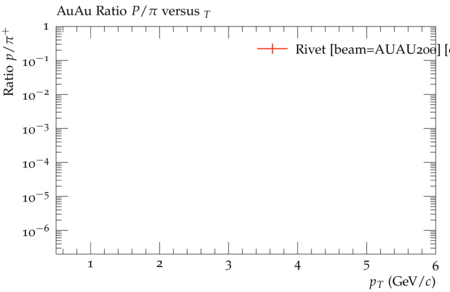 AuAu Ratio P/π versus T
1
Rivet [beam=AUAU200] [
Ratio p/π+
10−1
10−2
10−3
10−4
10−5
10−6
1 2 3 4 5 6
pT (GeV/c)